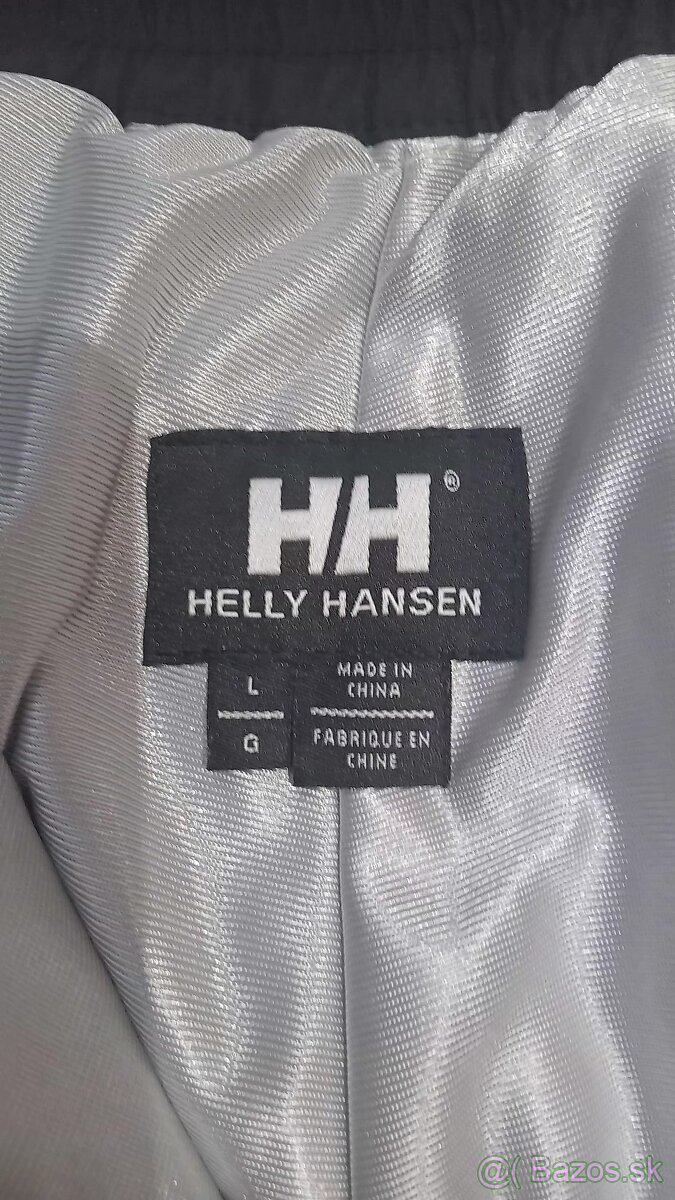 HH®
HELLY HANSEN
L
G
MADE IN
CHINA
FABRIQUE EN
CHINE
@( Bazos.sk